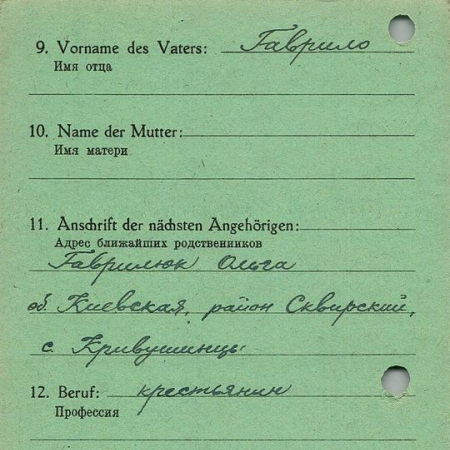 9. Vorname des Vaters: Гаврило
Имя отца
10. Name der Mutter:
Имя матери
11. Anschrift der nächsten Angehörigen:
Адрес ближайших родственников
Гаврилюк Ольга
об. Киевская, район Сквирский,
с. Кривушинцы
12. Beruf: крестьянин
Профессия